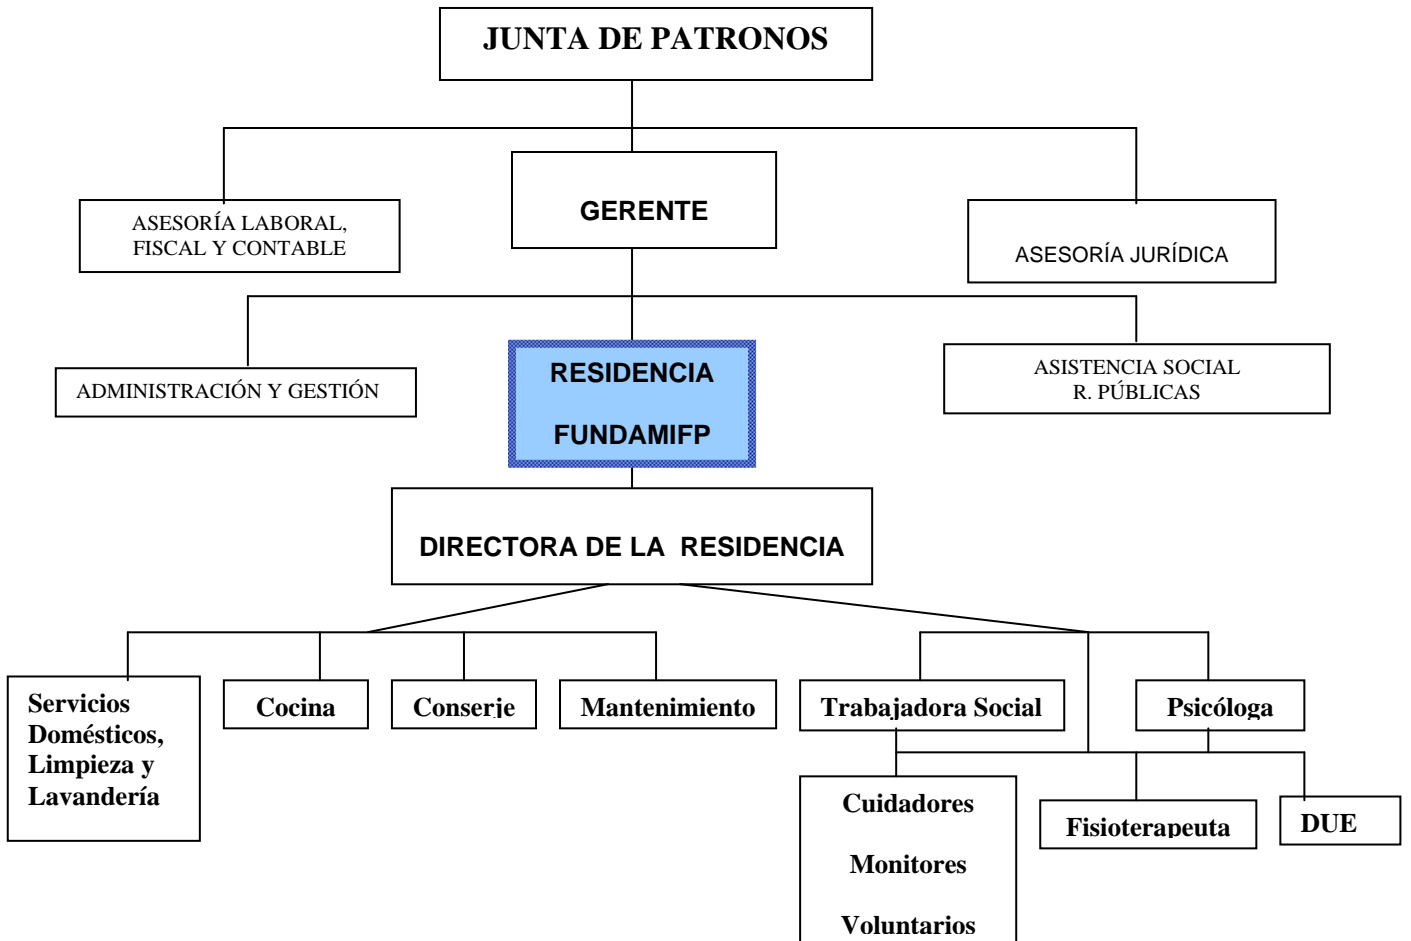 JUNTA DE PATRONOS
GERENTE
ASESORÍA LABORAL,
FISCAL Y CONTABLE
ASESORÍA JURÍDICA
ADMINISTRACIÓN Y GESTIÓN
RESIDENCIA
FUNDAMIFP
ASISTENCIA SOCIAL
R. PÚBLICAS
DIRECTORA DE LA RESIDENCIA
Servicios
Domésticos,
Limpieza y
Lavandería
Cocina
Conserje
Mantenimiento
Trabajadora Social
Psicóloga
Cuidadores
Monitores
Voluntarios
Fisioterapeuta
DUE